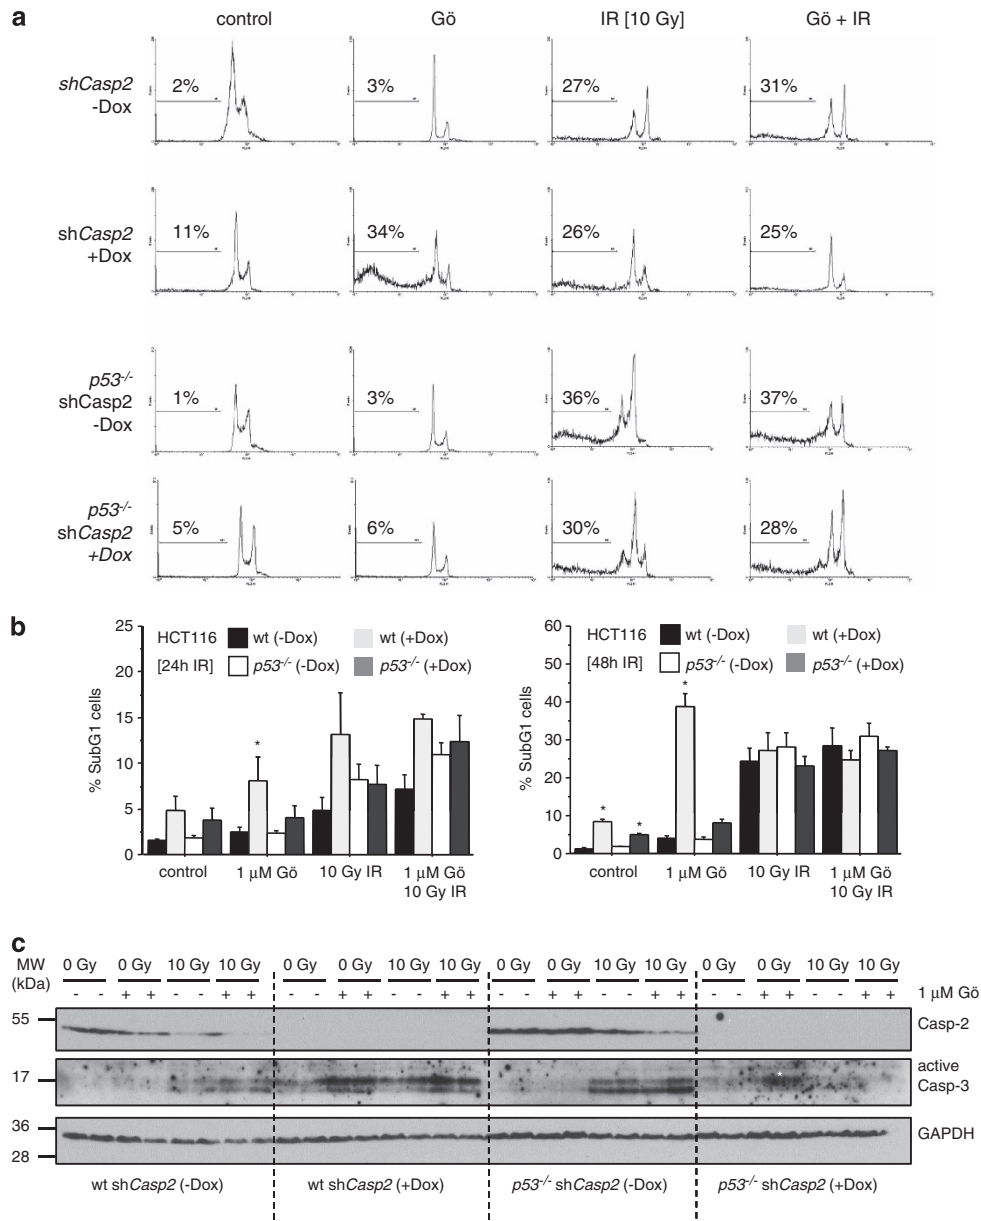 a
control Gö IR [10 Gy] Gö + IR
shCasp2
-Dox
2% 3% 27% 31%
shCasp2
+Dox
11% 34% 26% 25%
p53-/-
shCasp2
-Dox
1% 3% 36% 37%
p53-/-
shCasp2
+Dox
5% 6% 30% 28%
b
HCT116 wt (-Dox) wt (+Dox)
[24h IR] p53-/- (-Dox) p53-/- (+Dox)
% SubG1 cells
25
20
15
10
5
0
*
control 1 µM Gö 10 Gy IR 1 µM Gö
10 Gy IR
HCT116 wt (-Dox) wt (+Dox)
[48h IR] p53-/- (-Dox) p53-/- (+Dox)
% SubG1 cells
60
50
40
30
20
10
0
* * *
control 1 µM Gö 10 Gy IR 1 µM Gö
10 Gy IR
c
MW
(kDa)
0 Gy 0 Gy 10 Gy 10 Gy 0 Gy 0 Gy 10 Gy 10 Gy 0 Gy 0 Gy 10 Gy 10 Gy 0 Gy 0 Gy 10 Gy 10 Gy
- - + + - - + + - - + + - - + + - - + + - - + + - - + + - - + + 1 µM Gö
55 Casp-2
17 * active
Casp-3
36 GAPDH
28
wt shCasp2 (-Dox) wt shCasp2 (+Dox) p53-/- shCasp2 (-Dox) p53-/- shCasp2 (+Dox)